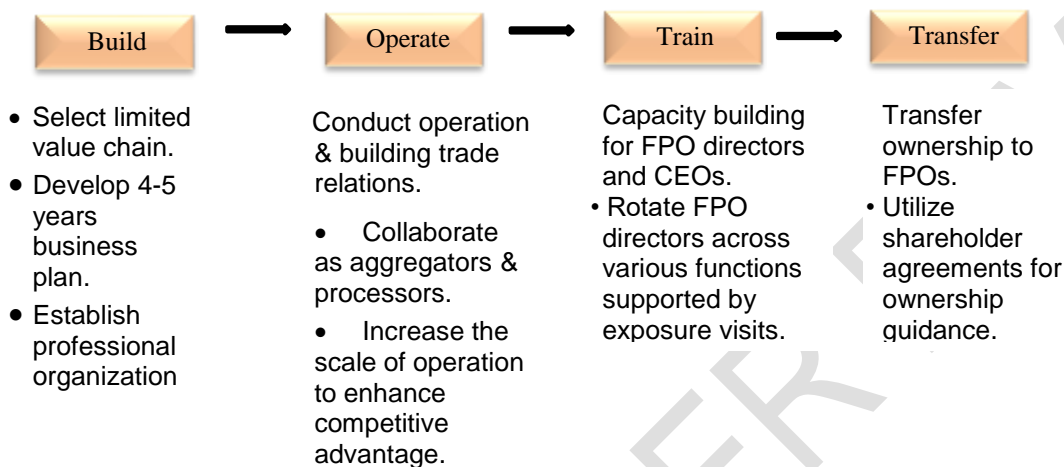 Build
Operate
Train
Transfer
• Select limited
value chain.
• Develop 4-5
years
business
plan.
• Establish
professional
organization
Conduct operation
& building trade
relations.
• Collaborate
as aggregators &
processors.
• Increase the
scale of operation
to enhance
competitive
advantage.
Capacity building
for FPO directors
and CEOs.
• Rotate FPO
directors across
various functions
supported by
exposure visits.
Transfer
ownership to
FPOs.
• Utilize
shareholder
agreements for
ownership
guidance.